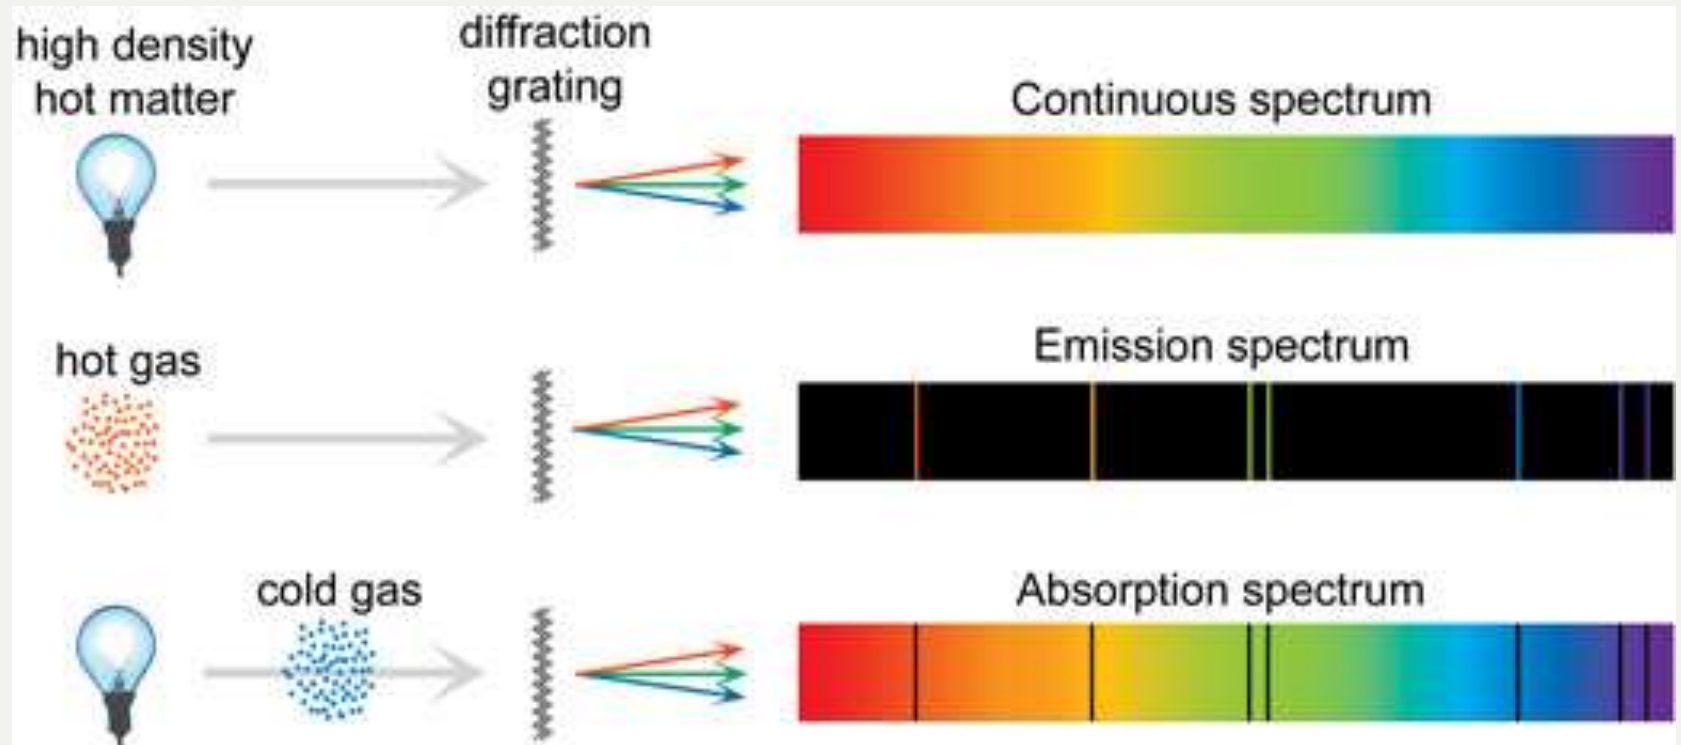 high density
hot matter
diffraction
grating
Continuous spectrum
hot gas
Emission spectrum
cold gas
Absorption spectrum